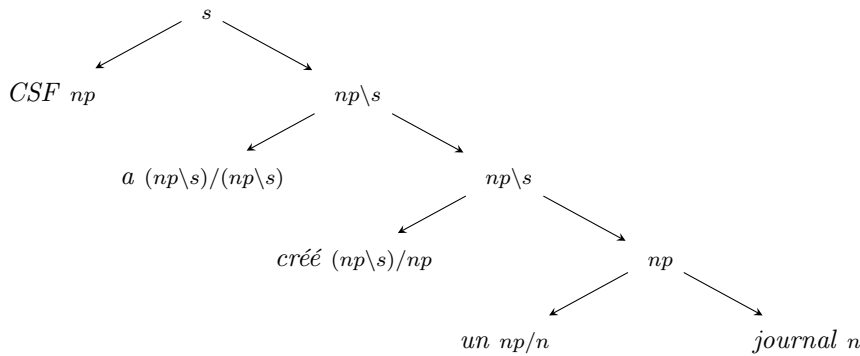 s
CSF np np\s
a (np\s)/(np\s) np\s
créé (np\s)/np np
un np/n journal n